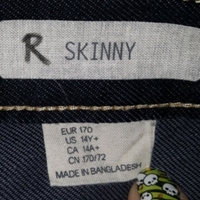 R SKINNY
EUR 170
US 14Y+
CA 14A+
CN 170/72
MADE IN BANGLADESH